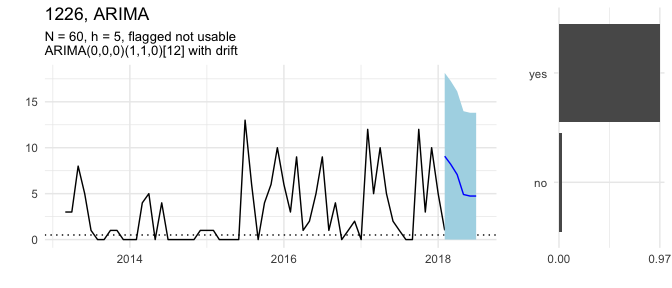 1226, ARIMA
N = 60, h = 5, flagged not usable
ARIMA(0,0,0)(1,1,0)[12] with drift
15
10
5
0
2014
2016
2018
yes
no
0.00
0.97